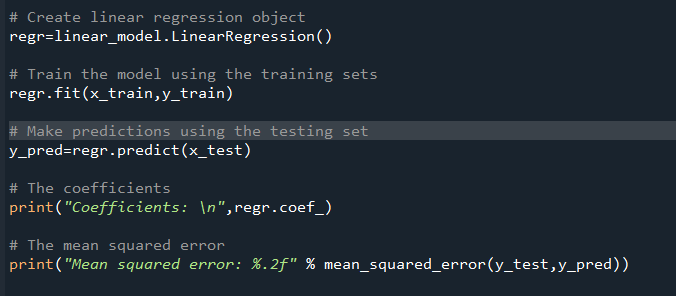 # Create linear regression object
regr=linear_model.LinearRegression()
# Train the model using the training sets
regr.fit(x_train,y_train)
# Make predictions using the testing set
y_pred=regr.predict(x_test)
# The coefficients
print("Coefficients: \n",regr.coef_)
# The mean squared error
print("Mean squared error: %.2f" % mean_squared_error(y_test,y_pred))